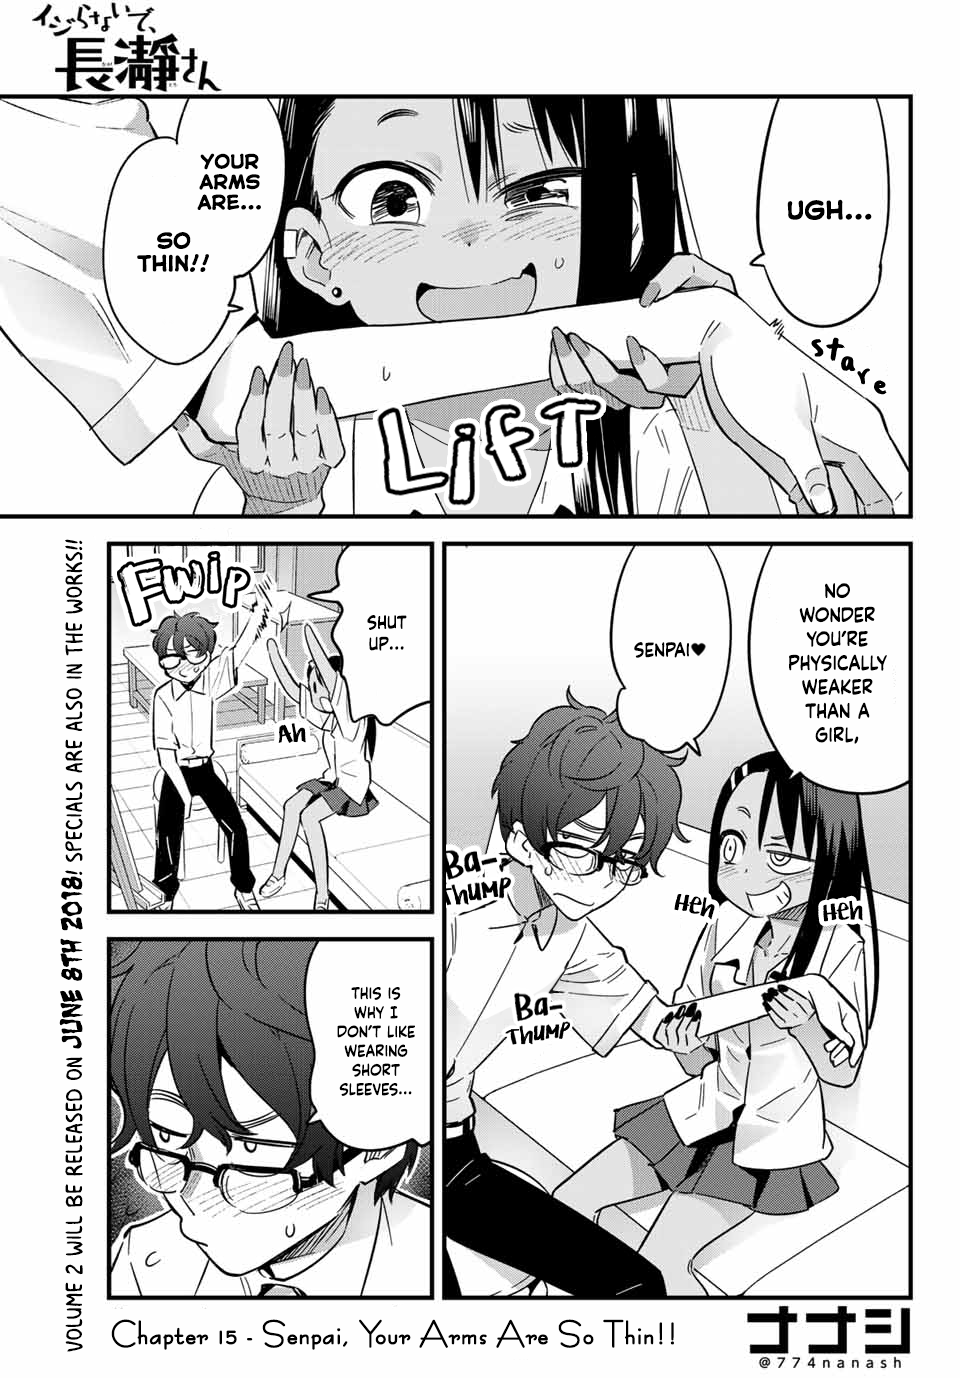 イジらないで、
長瀞さん
UGH...
YOUR
ARMS
ARE...
SO
THIN!!
stare
LiFT
NO
WONDER
YOU'RE
PHYSICALLY
WEAKER
THAN A
GIRL,
SENPAI♥
Ba-
THUMP
Heh
Heh
Ba-
THUMP
FWiP
SHUT
UP...
Ah
THIS IS
WHY I
DON'T LIKE
WEARING
SHORT
SLEEVES...
VOLUME 2 WILL BE RELEASED ON JUNE 8TH 2018! SPECIALS ARE ALSO IN THE WORKS!!
Chapter 15 - Senpai, Your Arms Are So Thin!!
ナナシ
@774nanash